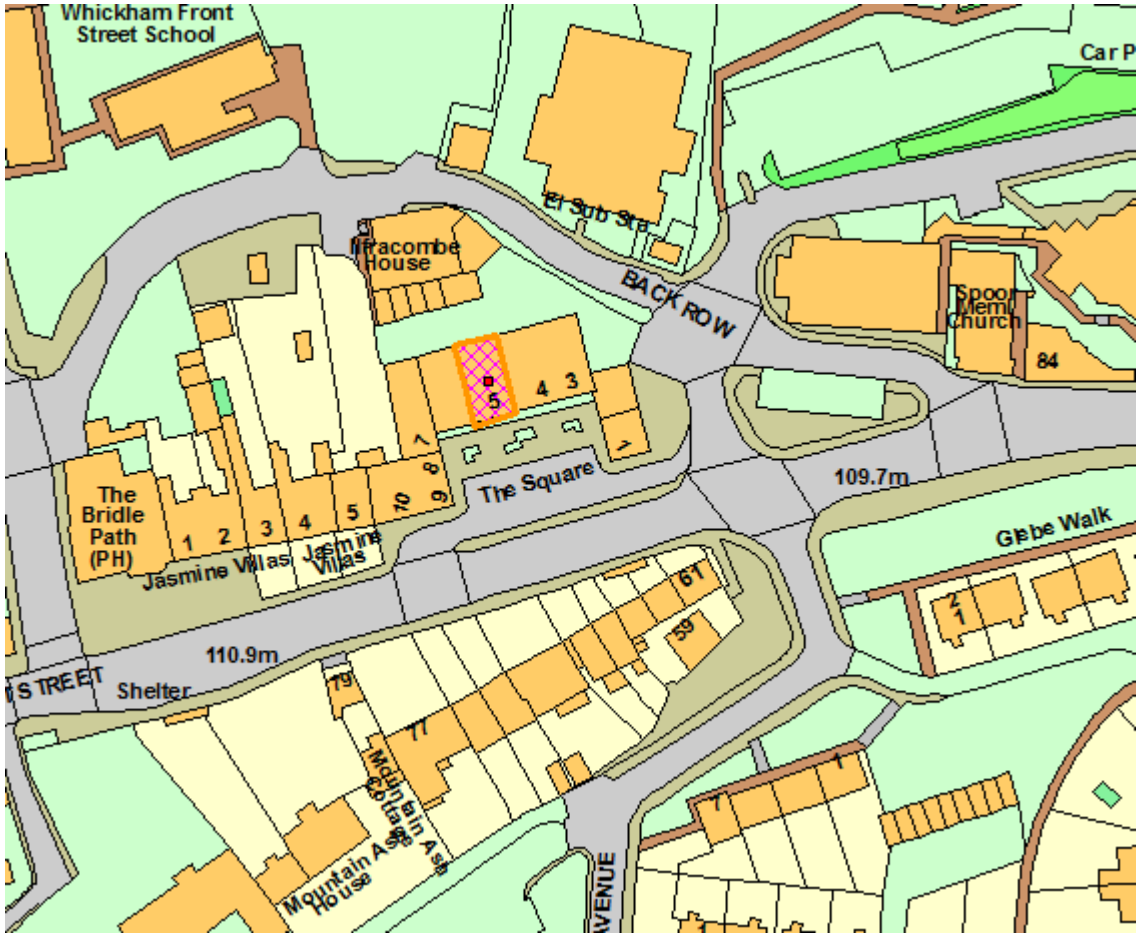 Whickham Front
Street School
Car P
El Sub Sta
Ilfracombe
House
BACK ROW
Spoor
Meml
Church
84
5
4
3
7
8
9
10
1
The Square
109.7m
The
Bridle
Path
(PH)
1
2
3
4
5
Jasmine Villas
Jasmine
Villas
Glebe Walk
2
1
61
59
110.9m
STREET
Shelter
79
77
Mountain Ash
Cottage
Mountain Ash
House
7
1
AVENUE
1